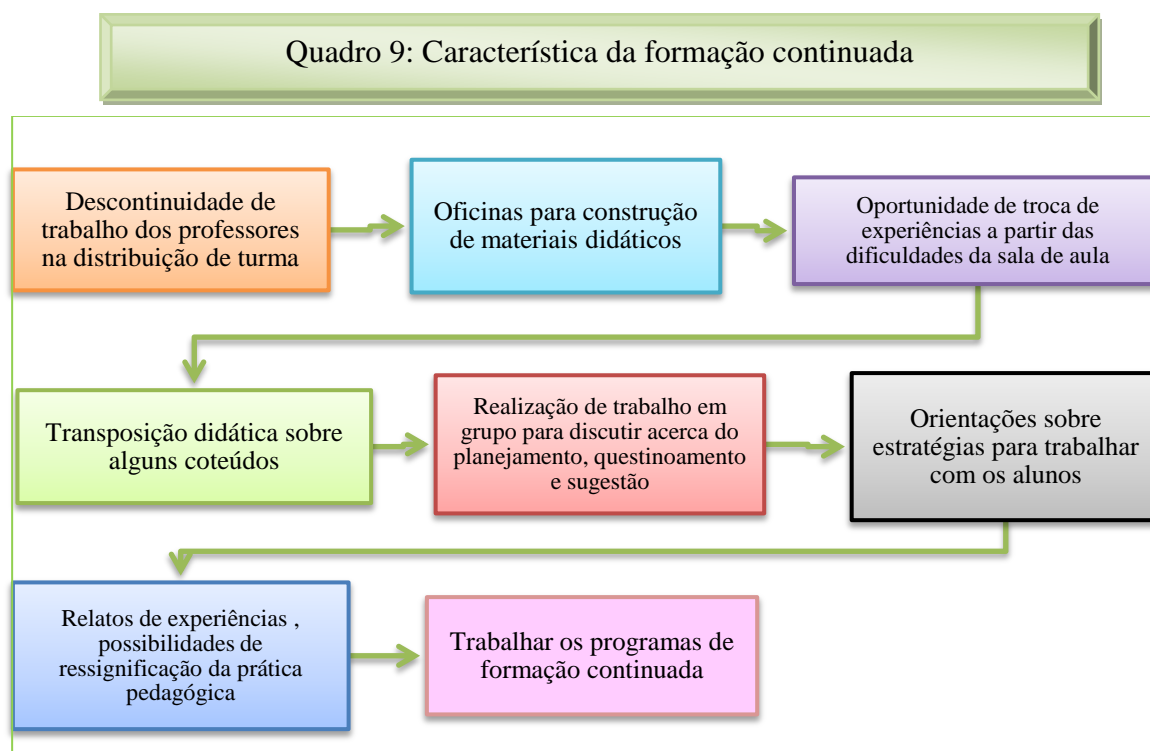 Quadro 9: Característica da formação continuada
Descontinuidade de
trabalho dos professores
na distribuição de turma
Oficinas para construção
de materiais didáticos
Oportunidade de troca de
experiências a partir das
dificuldades da sala de aula
Transposição didática sobre
alguns coteúdos
Realização de trabalho em
grupo para discutir acerca do
planejamento, questinoamento
e sugestão
Orientações sobre
estratégias para trabalhar
com os alunos
Relatos de experiências ,
possibilidades de
ressignificação da prática
pedagógica
Trabalhar os programas de
formação continuada